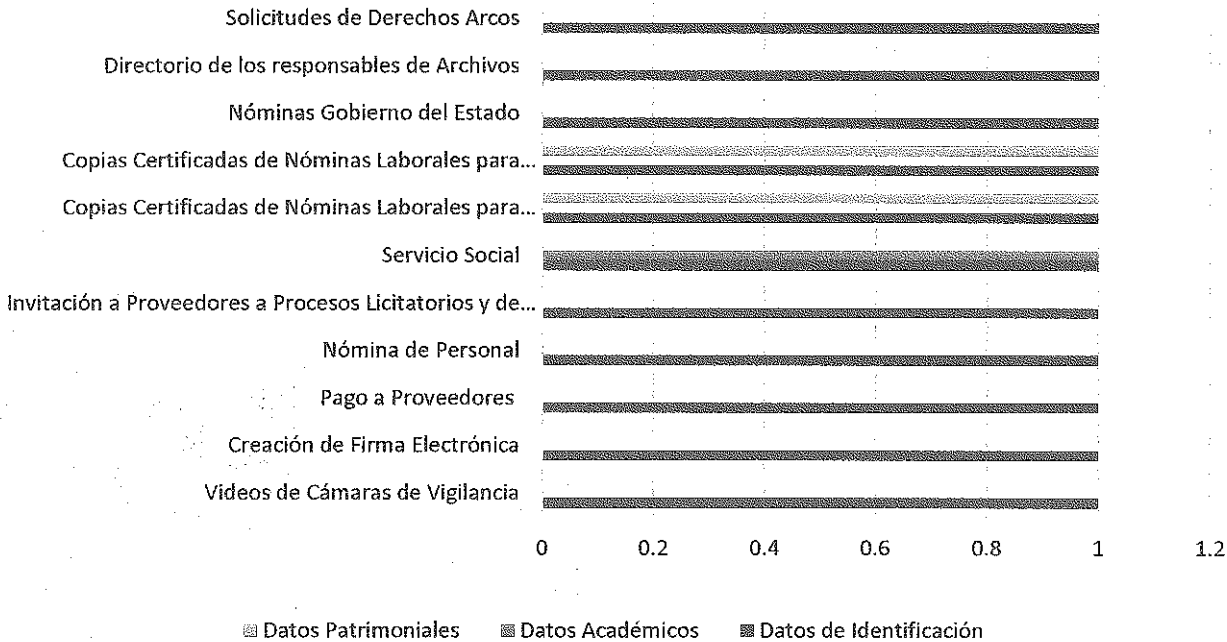 Solicitudes de Derechos Arcos
Directorio de los responsables de Archivos
Nóminas Gobierno del Estado
Copias Certificadas de Nóminas Laborales para...
Copias Certificadas de Nóminas Laborales para...
Servicio Social
Invitación a Proveedores a Procesos Licitatorios y de...
Nómina de Personal
Pago a Proveedores
Creación de Firma Electrónica
Videos de Cámaras de Vigilancia
0 0.2 0.4 0.6 0.8 1 1.2
Datos Patrimoniales Datos Académicos Datos de Identificación